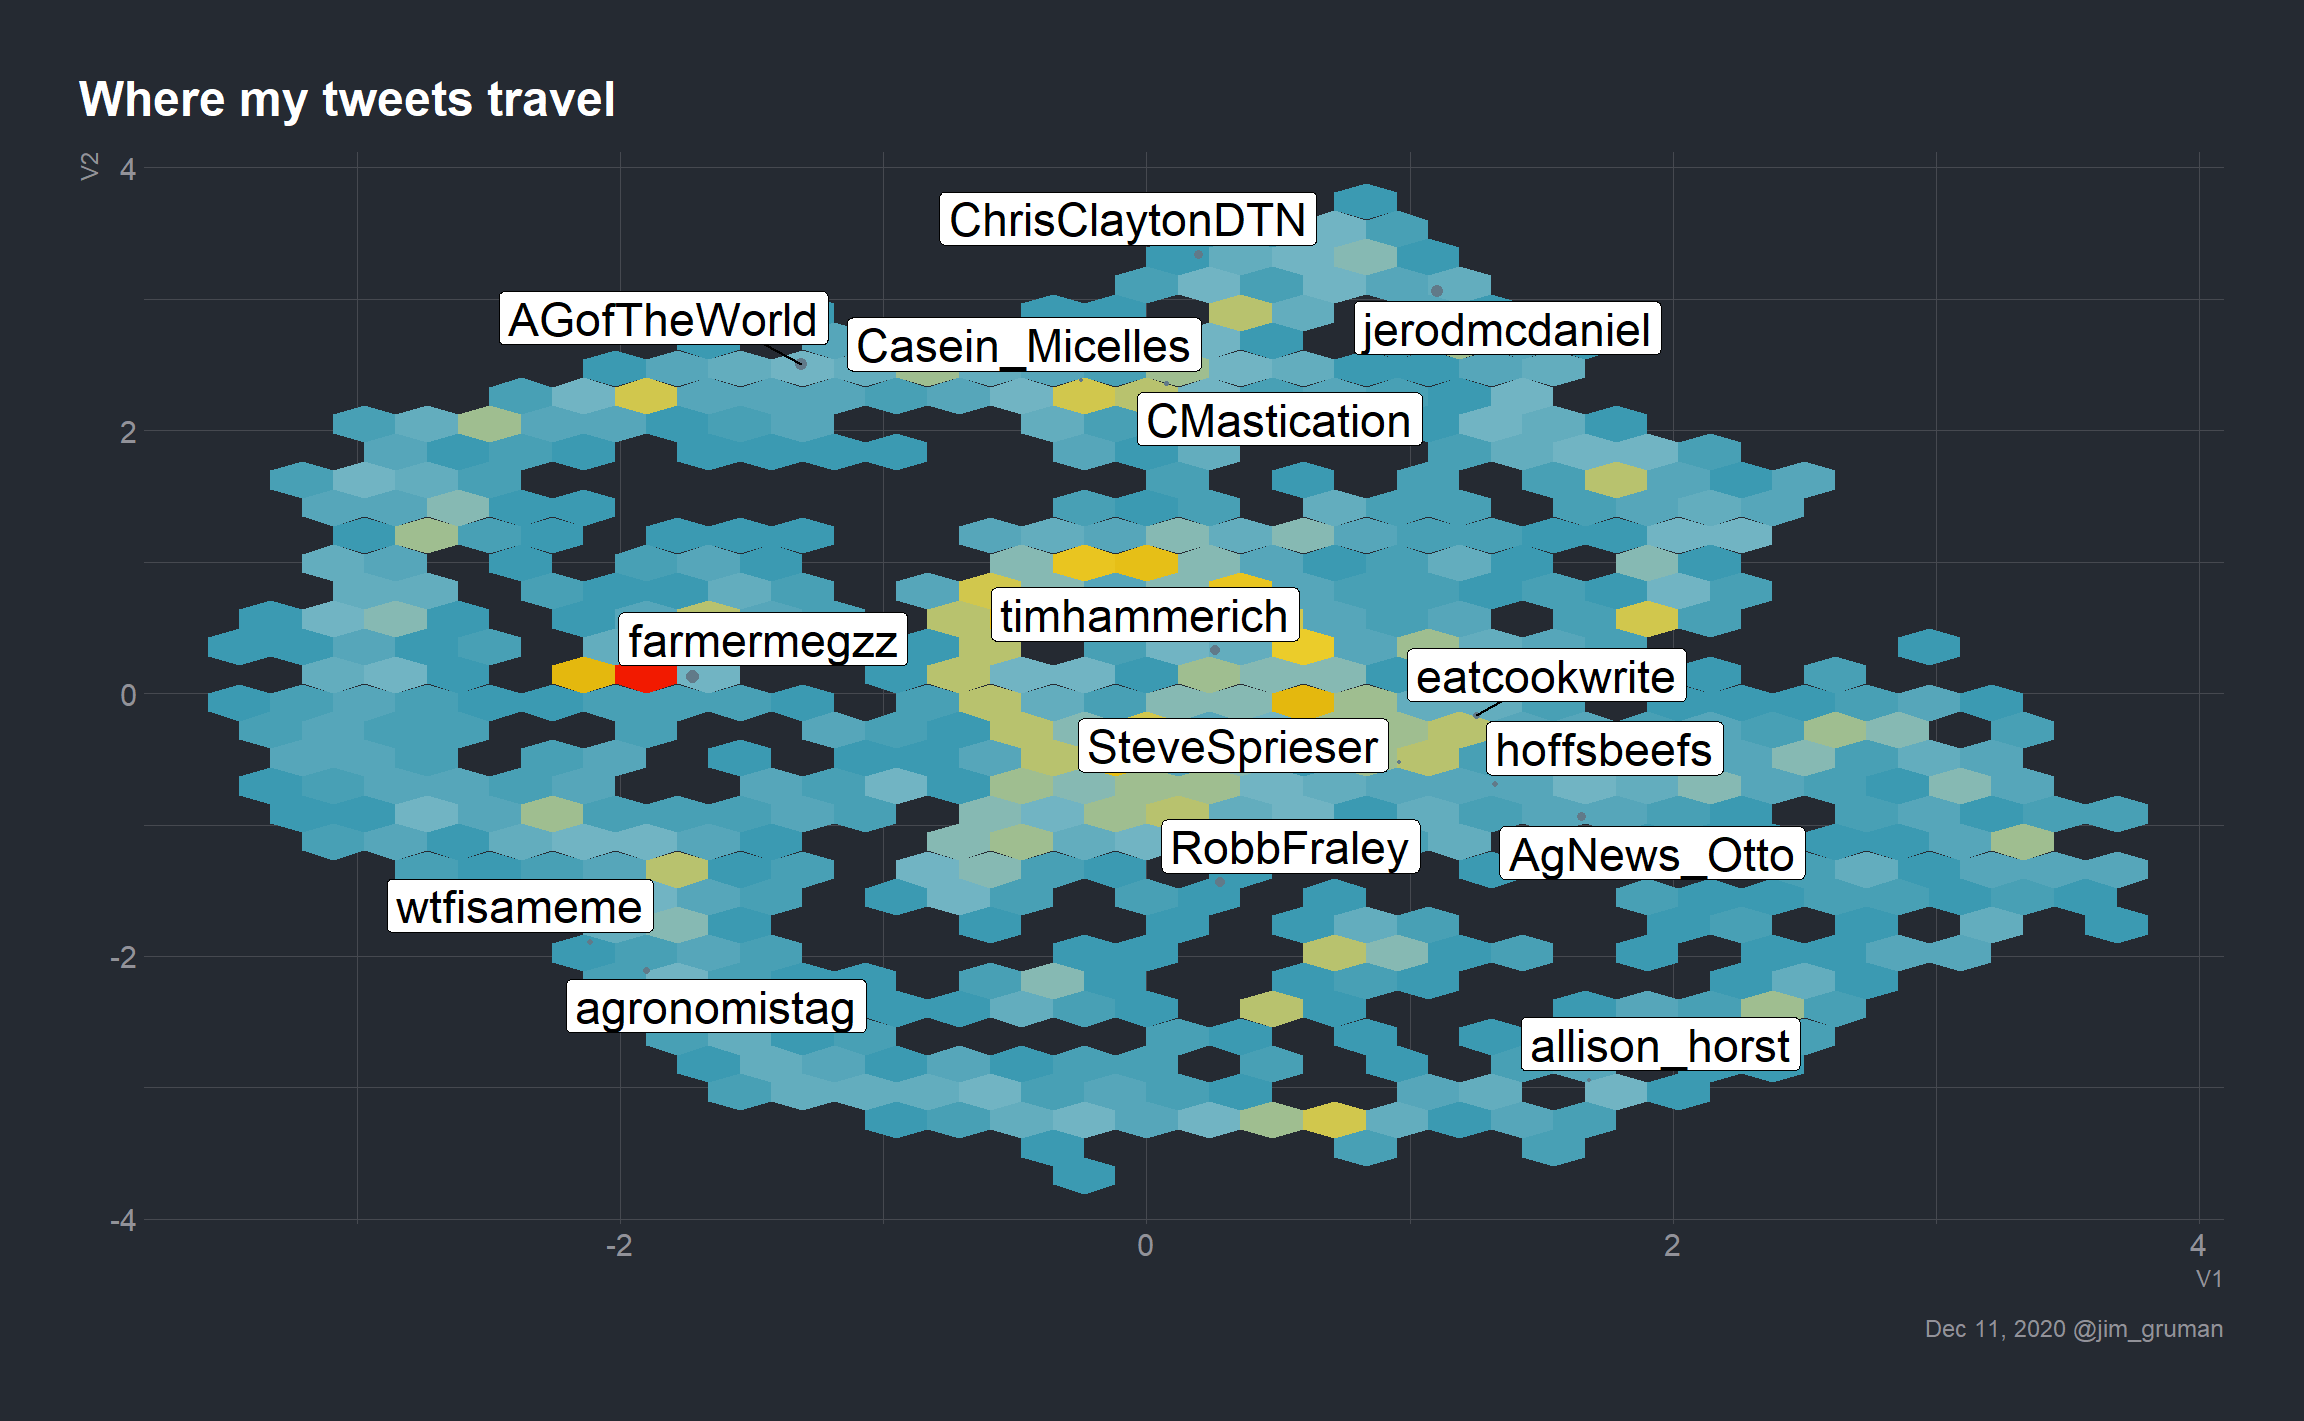 Where my tweets travel
V2
4
2
0
-2
-4
ChrisClaytonDTN
AGofTheWorld
jerodmcdaniel
Casein_Micelles
CMastication
timhammerich
farmermegzz
eatcookwrite
SteveSprieser
hoffsbeefs
RobbFraley
AgNews_Otto
wtfisameme
agronomistag
allison_horst
-2
0
2
4
V1
Dec 11, 2020 @jim_gruman